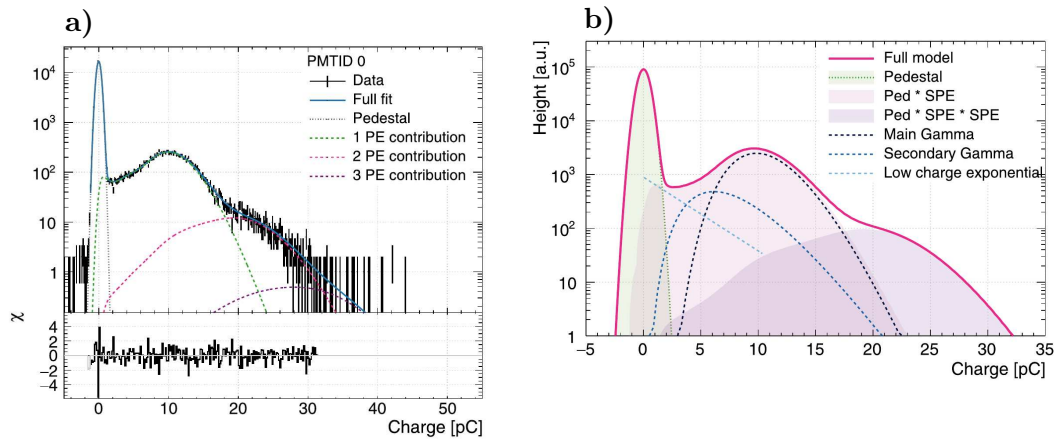 a)
PMTID 0
Data
Full fit
Pedestal
1 PE contribution
2 PE contribution
3 PE contribution
10⁴
10³
10²
10
1
χ
4
2
0
−2
−4
0 10 20 30 40 50
Charge [pC]
b)
Height [a.u.]
Full model
Pedestal
Ped * SPE
Ped * SPE * SPE
Main Gamma
Secondary Gamma
Low charge exponential
10⁵
10⁴
10³
10²
10
1
−5 0 5 10 15 20 25 30 35
Charge [pC]